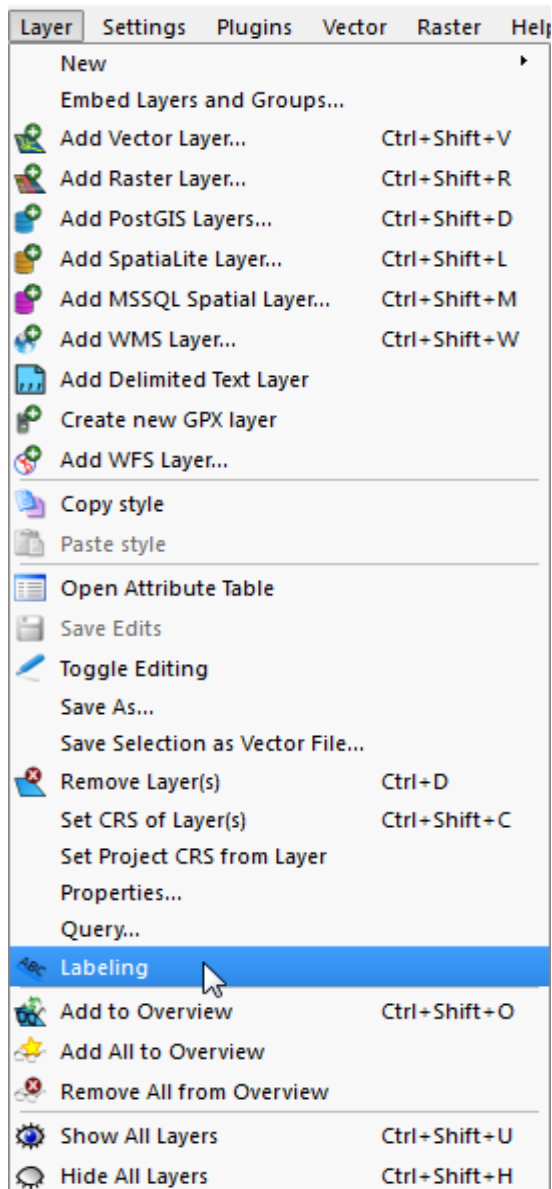 Layer Settings Plugins Vector Raster Help
New
Embed Layers and Groups...
Add Vector Layer... Ctrl+Shift+V
Add Raster Layer... Ctrl+Shift+R
Add PostGIS Layers... Ctrl+Shift+D
Add SpatiaLite Layer... Ctrl+Shift+L
Add MSSQL Spatial Layer... Ctrl+Shift+M
Add WMS Layer... Ctrl+Shift+W
Add Delimited Text Layer
Create new GPX layer
Add WFS Layer...
Copy style
Paste style
Open Attribute Table
Save Edits
Toggle Editing
Save As...
Save Selection as Vector File...
Remove Layer(s) Ctrl+D
Set CRS of Layer(s) Ctrl+Shift+C
Set Project CRS from Layer
Properties...
Query...
ABC Labeling
Add to Overview Ctrl+Shift+O
Add All to Overview
Remove All from Overview
Show All Layers Ctrl+Shift+U
Hide All Layers Ctrl+Shift+H